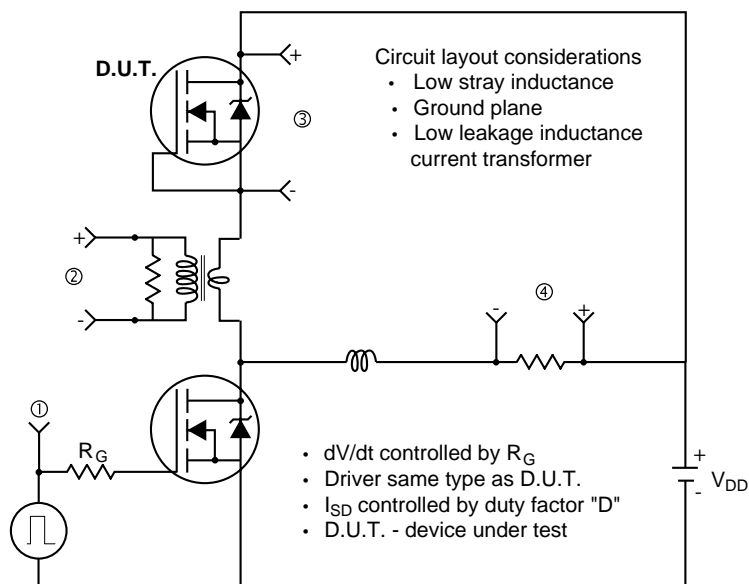 D.U.T.
+
Circuit layout considerations
• Low stray inductance
• Ground plane
• Low leakage inductance
current transformer
③
-
+
②
-
④
-
+
①
R_G
• dV/dt controlled by R_G
• Driver same type as D.U.T.
• I_SD controlled by duty factor "D"
• D.U.T. - device under test
+
V_DD
-